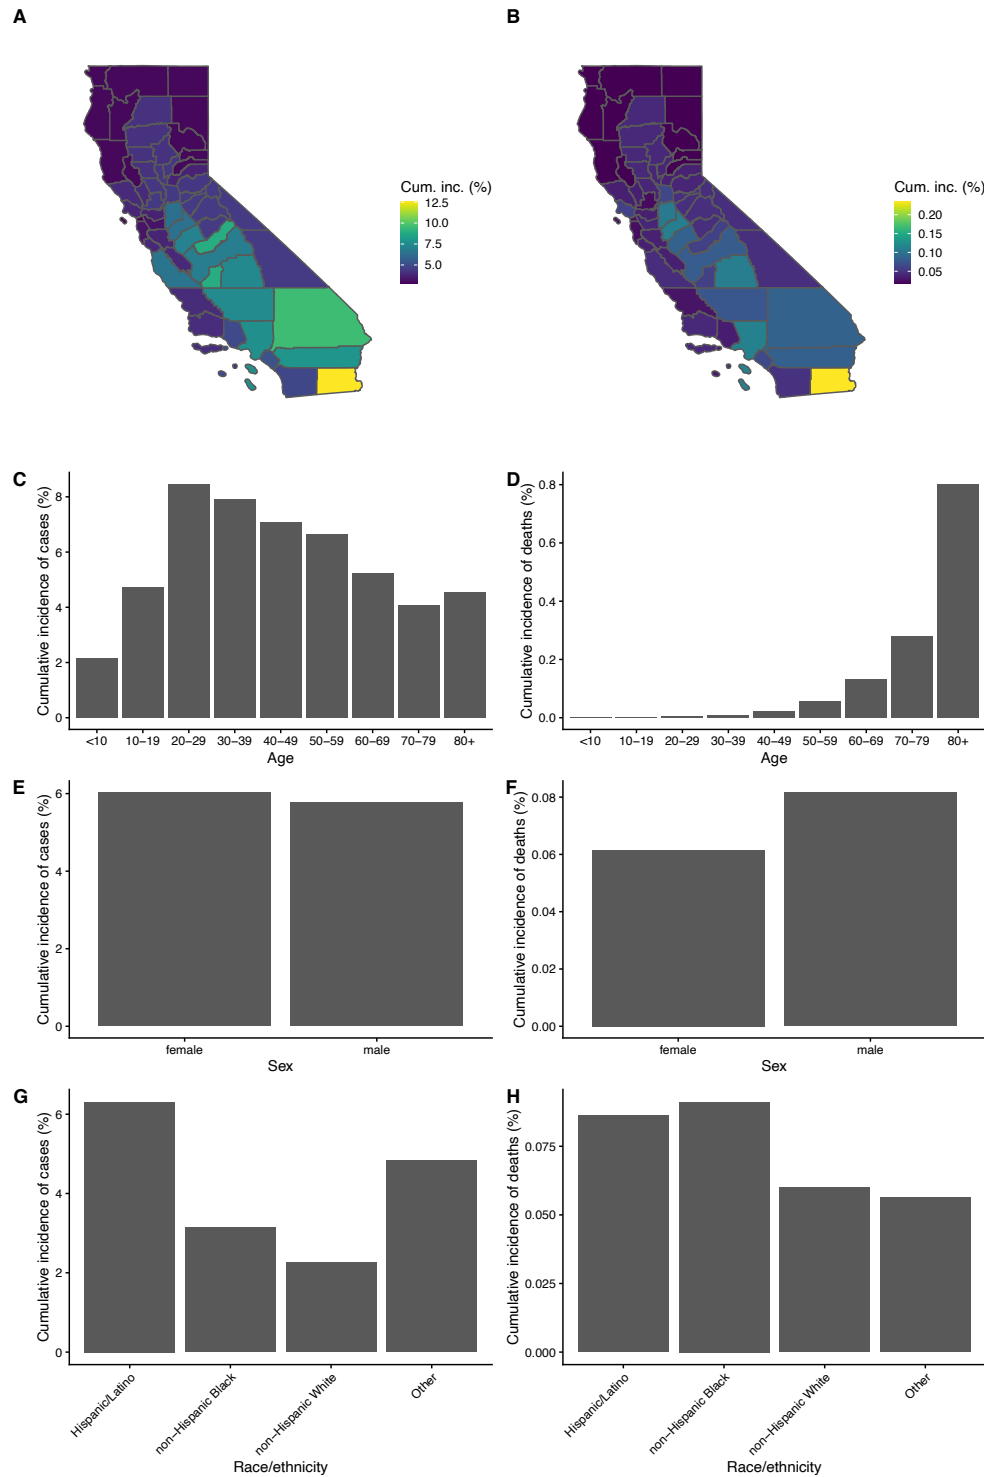 A
B
Cum. inc. (%)
12.5
10.0
7.5
5.0
Cum. inc. (%)
0.20
0.15
0.10
0.05
C
Cumulative incidence of cases (%)
8
6
4
2
0
<10 10−19 20−29 30−39 40−49 50−59 60−69 70−79 80+
Age
D
Cumulative incidence of deaths (%)
0.8
0.6
0.4
0.2
0.0
<10 10−19 20−29 30−39 40−49 50−59 60−69 70−79 80+
Age
E
Cumulative incidence of cases (%)
6
4
2
0
female male
Sex
F
Cumulative incidence of deaths (%)
0.08
0.06
0.04
0.02
0.00
female male
Sex
G
Cumulative incidence of cases (%)
6
4
2
0
Hispanic/Latino
non−Hispanic Black
non−Hispanic White
Other
Race/ethnicity
H
Cumulative incidence of deaths (%)
0.075
0.050
0.025
0.000
Hispanic/Latino
non−Hispanic Black
non−Hispanic White
Other
Race/ethnicity